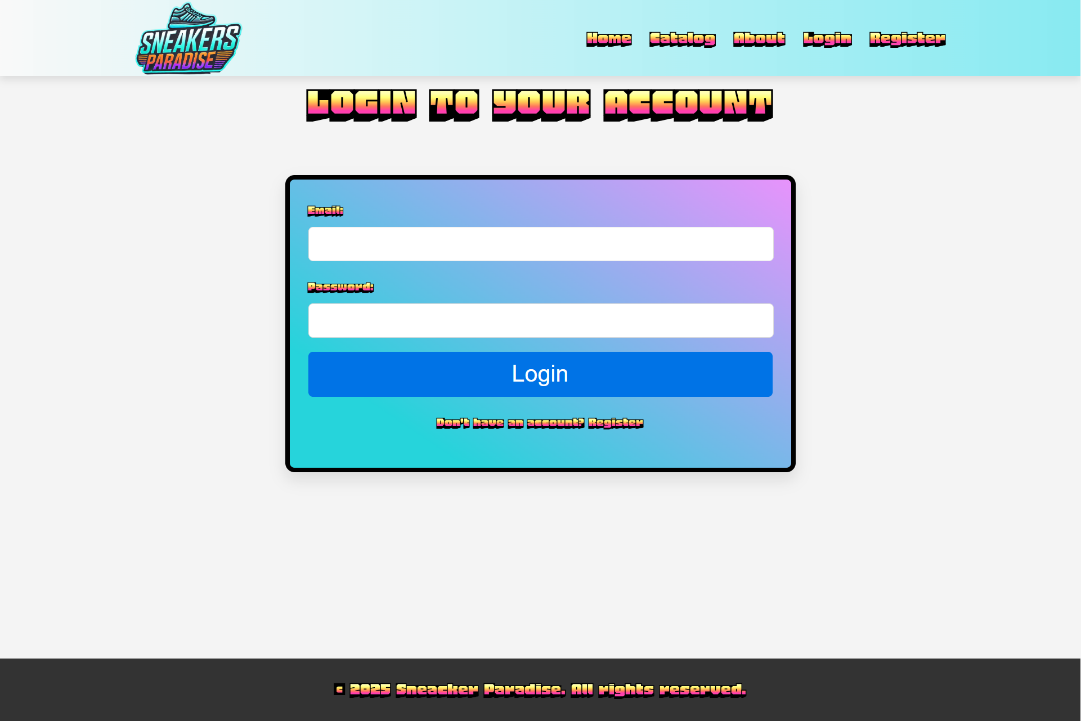 SNEAKERS
PARADISE
Home Catalog About Login Register
LOGIN TO YOUR ACCOUNT
Email:
Password:
Login
Don't have an account? Register
© 2025 Sneacker Paradise. All rights reserved.